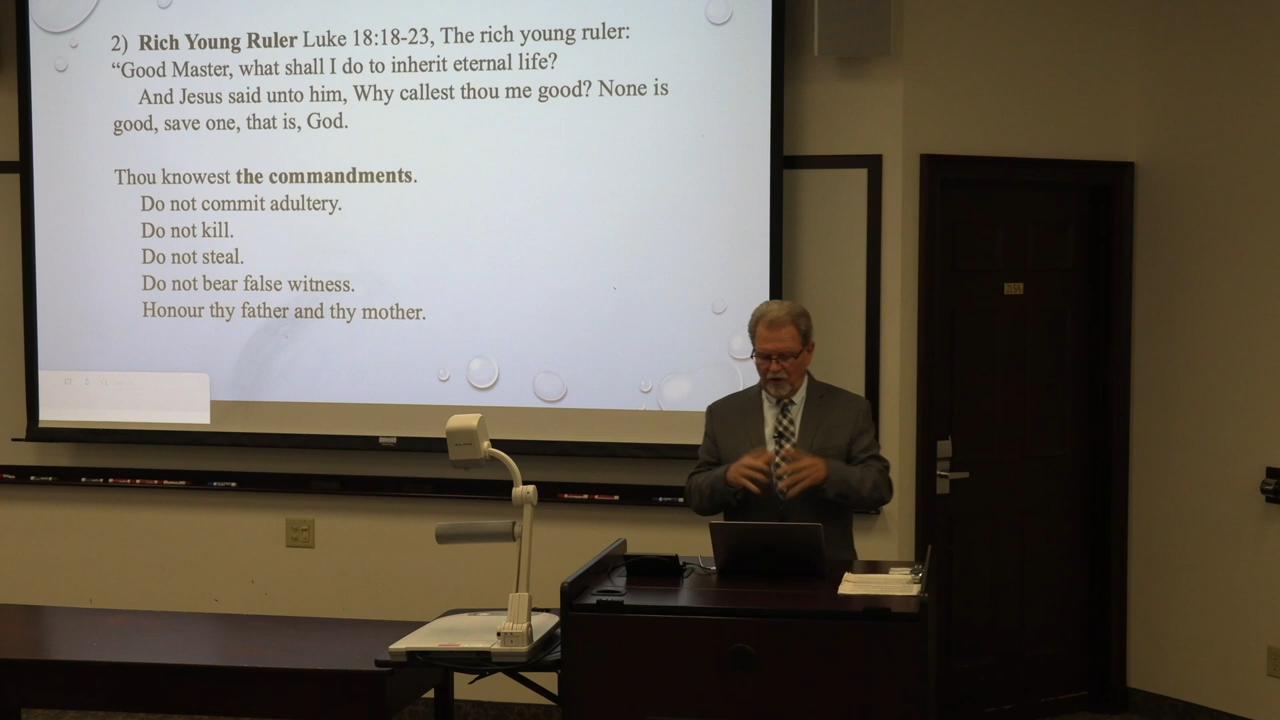 2) Rich Young Ruler Luke 18:18-23, The rich young ruler:
“Good Master, what shall I do to inherit eternal life?
And Jesus said unto him, Why callest thou me good? None is
good, save one, that is, God.
Thou knowest the commandments.
Do not commit adultery.
Do not kill.
Do not steal.
Do not bear false witness.
Honour thy father and thy mother.